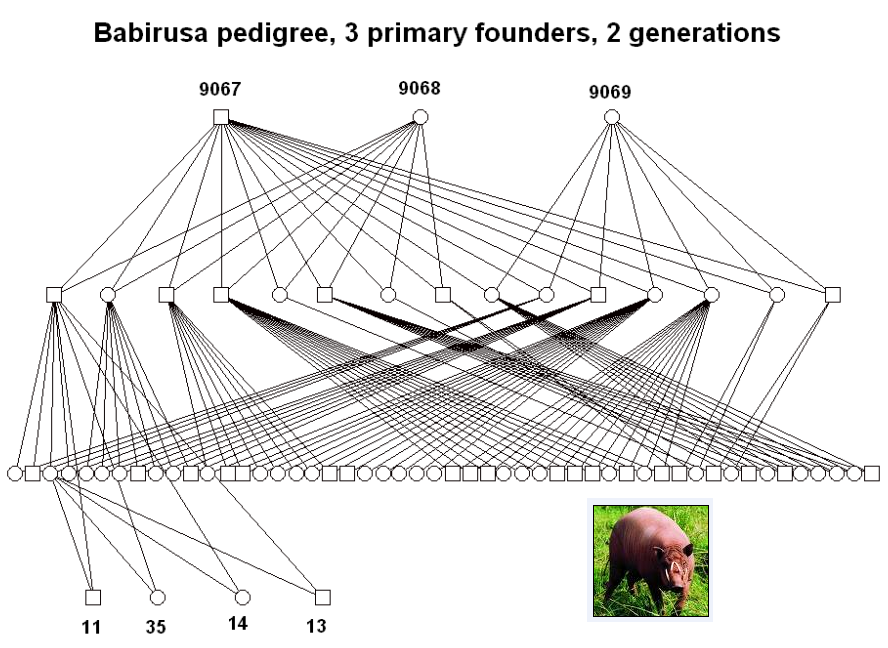 Babirusa pedigree, 3 primary founders, 2 generations
9067 9068 9069
11 35 14 13